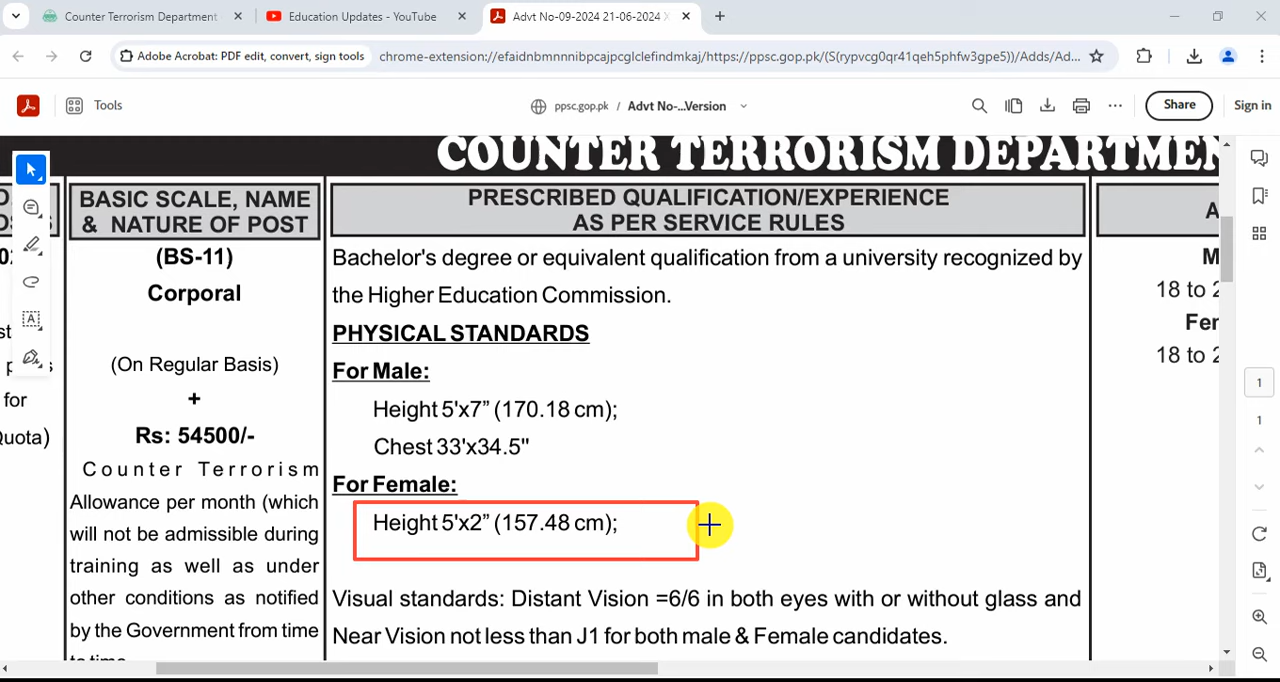 Counter Terrorism Department
Education Updates - YouTube
Advt No-09-2024 21-06-2024 X
Adobe Acrobat: PDF edit, convert, sign tools
chrome-extension://efaidnbmnnnibpcajpcglclefindmkaj/https://ppsc.gop.pk/(S(rypvcg0qr41qeh5phfw3gpe5))/Adds/Ad...
Tools
ppsc.gop.pk / Advt No-...Version
Share
Sign in
COUNTER TERRORISM DEPARTMEN
BASIC SCALE, NAME
& NATURE OF POST
PRESCRIBED QUALIFICATION/EXPERIENCE
AS PER SERVICE RULES
A
(BS-11)
Corporal
(On Regular Basis)
+
Rs: 54500/-
Counter Terrorism
Allowance per month (which
will not be admissible during
training as well as under
other conditions as notified
by the Government from time
to time
for
Quota)
Bachelor's degree or equivalent qualification from a university recognized by
the Higher Education Commission.
PHYSICAL STANDARDS
For Male:
Height 5'x7” (170.18 cm);
Chest 33'x34.5"
For Female:
Height 5'x2” (157.48 cm);
Visual standards: Distant Vision =6/6 in both eyes with or without glass and
Near Vision not less than J1 for both male & Female candidates.
M
18 to 2
Fer
18 to 2
1
1